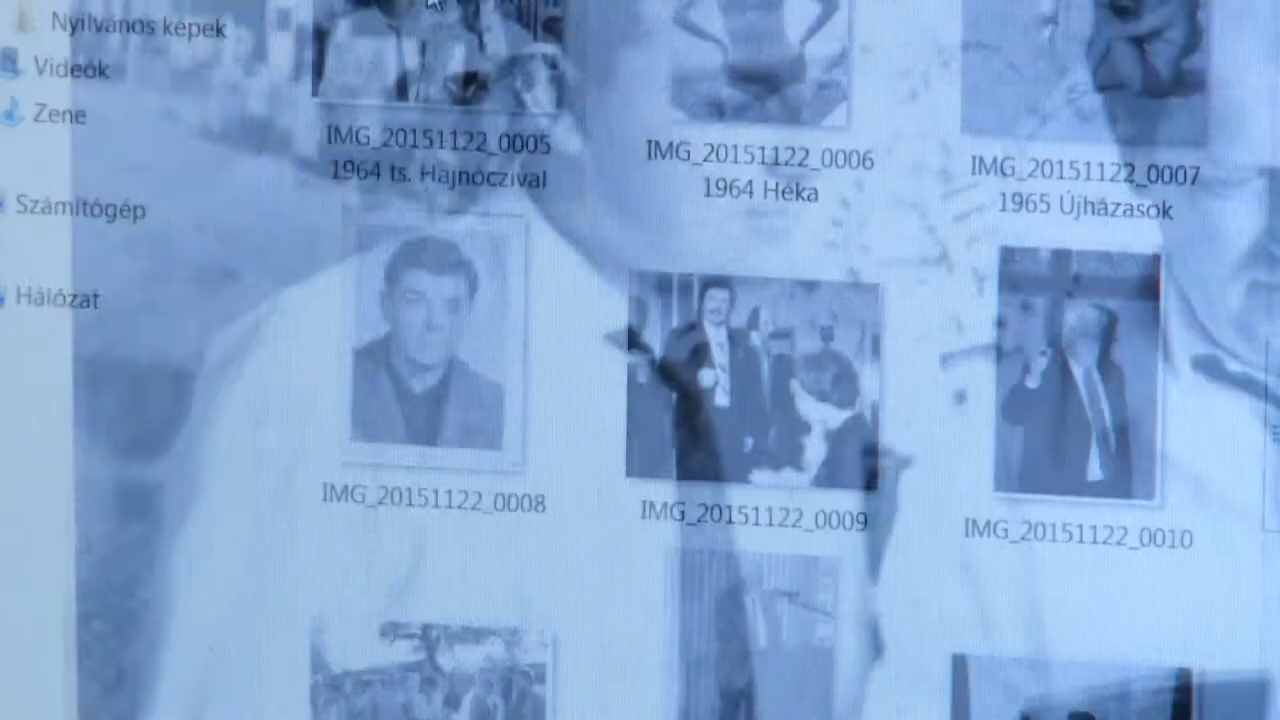 Nyilvános képek
Videók
Zene
Számítógép
Hálózat
IMG_20151122_0005
1964 ts. Hajnóczival
IMG_20151122_0006
1964 Héka
IMG_20151122_0007
1965 Újházasok
IMG_20151122_0008
IMG_20151122_0009
IMG_20151122_0010